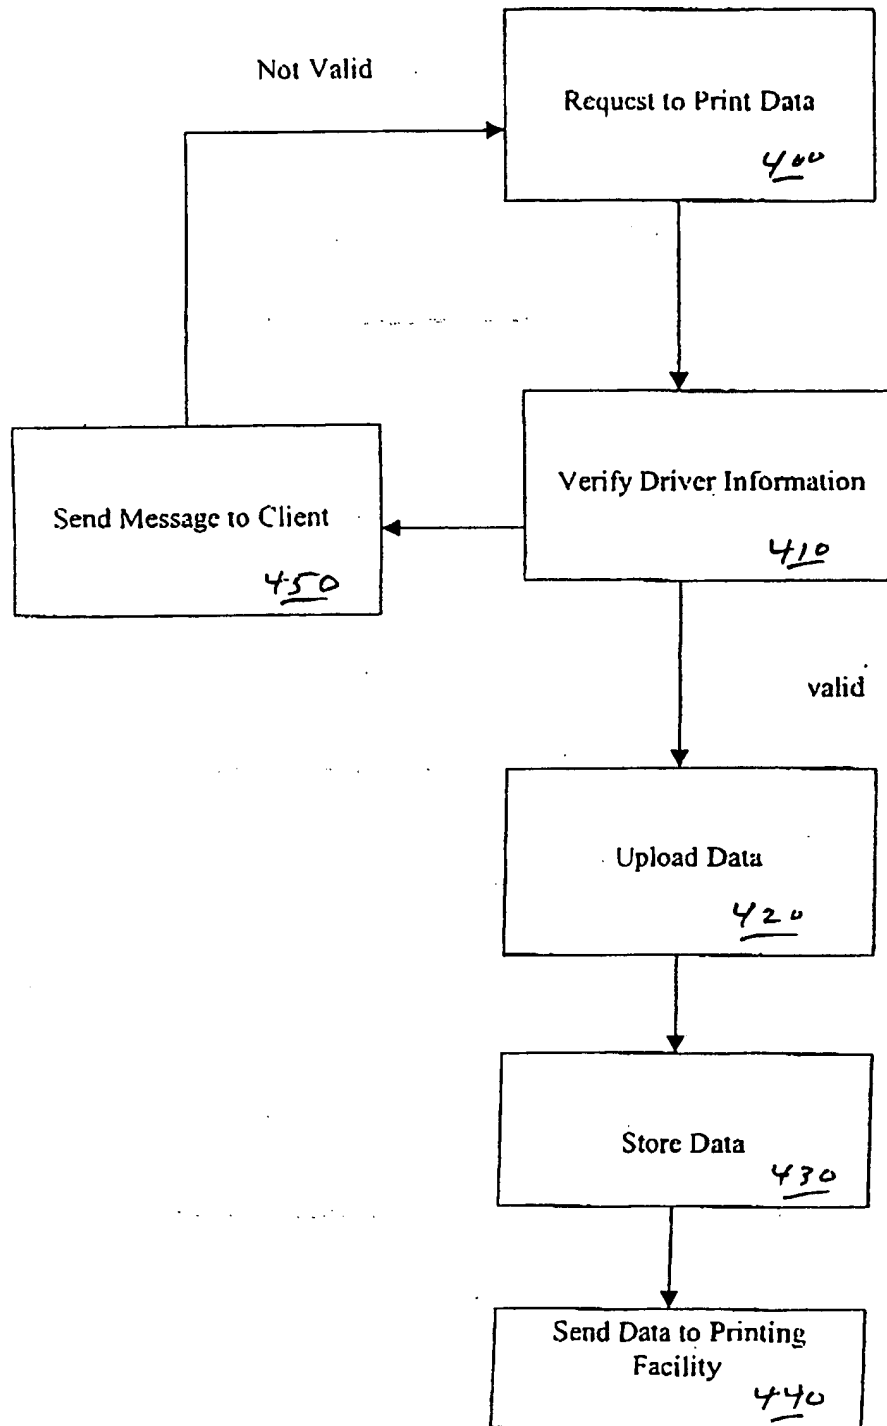 Not Valid
Request to Print Data
400
Verify Driver Information
410
Send Message to Client
450
valid
Upload Data
420
Store Data
430
Send Data to Printing
Facility
440